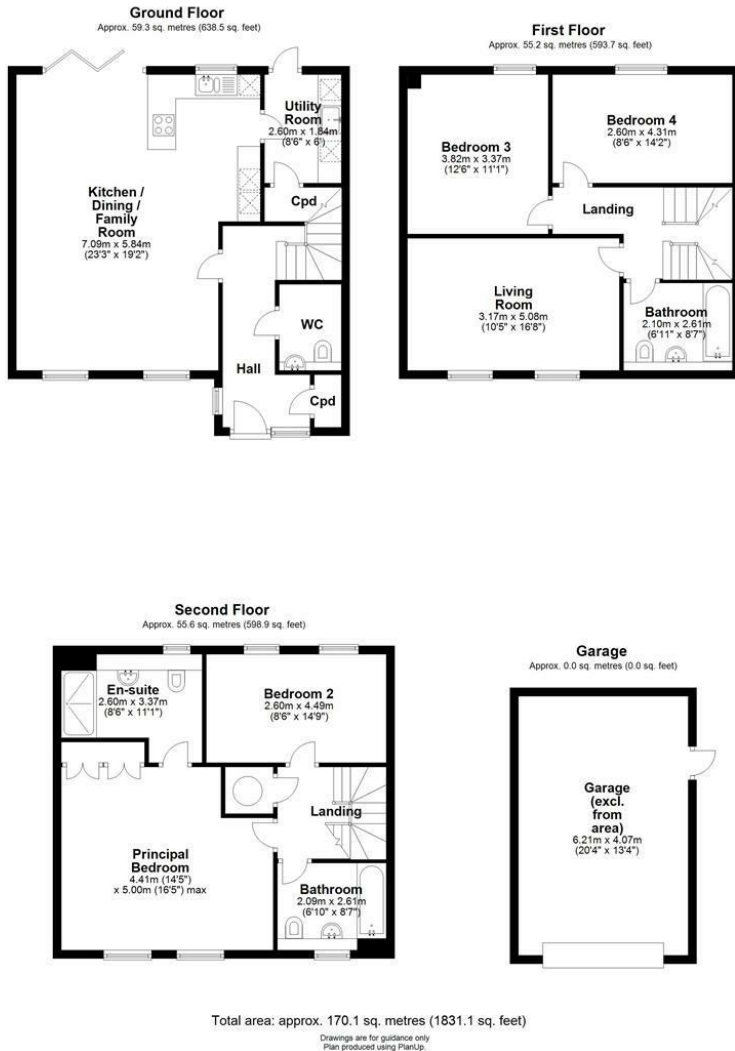 Ground Floor
Approx. 59.3 sq. metres (638.5 sq. feet)
Utility
Room
2.60m x 1.84m
(8'6" x 6')
Cpd
Kitchen /
Dining /
Family
Room
7.09m x 5.84m
(23'3" x 19'2")
WC
Hall
Cpd
First Floor
Approx. 55.2 sq. metres (593.7 sq. feet)
Bedroom 3
3.82m x 3.37m
(12'6" x 11'1")
Bedroom 4
2.60m x 4.31m
(8'6" x 14'2")
Landing
Living
Room
3.17m x 5.08m
(10'5" x 16'8")
Bathroom
2.10m x 2.61m
(6'11" x 8'7")
Second Floor
Approx. 55.6 sq. metres (598.9 sq. feet)
En-suite
2.60m x 3.37m
(8'6" x 11'1")
Bedroom 2
2.60m x 4.49m
(8'6" x 14'9")
Landing
Principal
Bedroom
4.41m (14'5")
x 5.00m (16'5") max
Bathroom
2.09m x 2.61m
(6'10" x 8'7")
Garage
Approx. 0.0 sq. metres (0.0 sq. feet)
Garage
(excl.
from
area)
6.21m x 4.07m
(20'4" x 13'4")
Total area: approx. 170.1 sq. metres (1831.1 sq. feet)
Drawings are for guidance only
Plan produced using PlanUp.